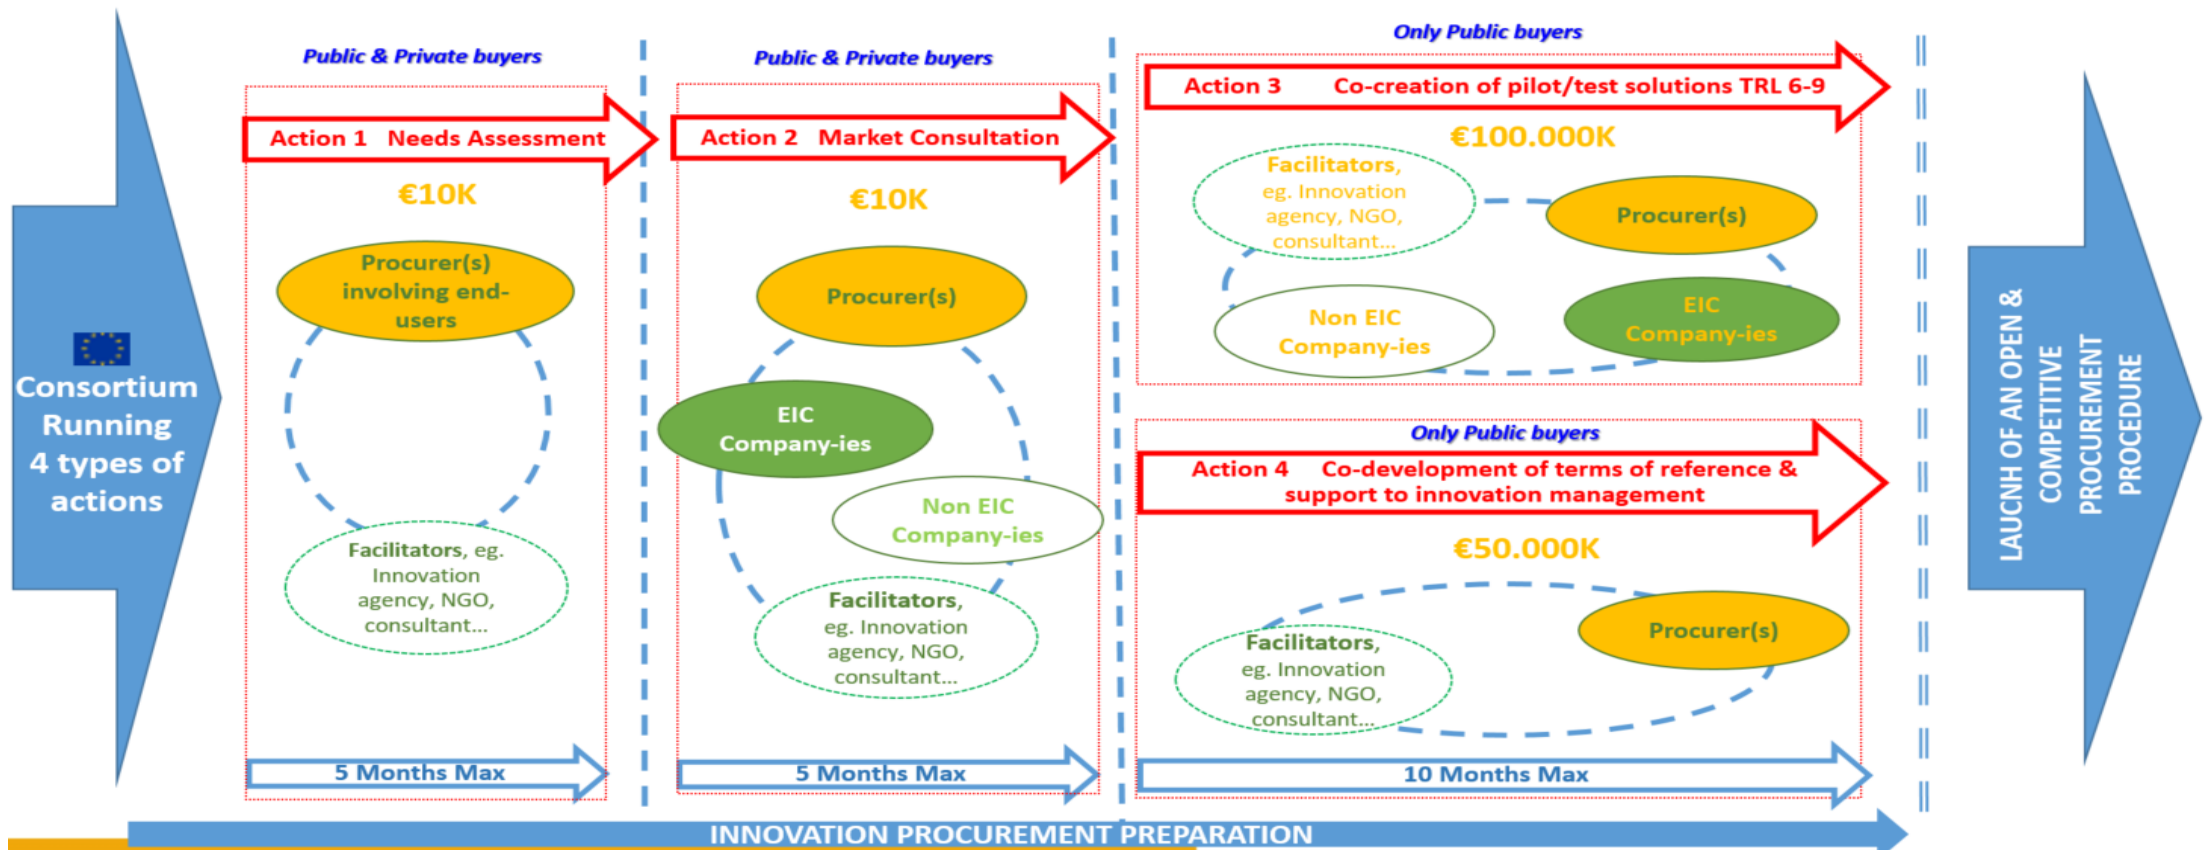 Consortium
Running
4 types of
actions
Public & Private buyers
Action 1 Needs Assessment
€10K
Procurer(s)
involving end-
users
Facilitators, eg.
Innovation
agency, NGO,
consultant...
5 Months Max
Public & Private buyers
Action 2 Market Consultation
€10K
Procurer(s)
EIC
Company-ies
Non EIC
Company-ies
Facilitators,
eg. Innovation
agency, NGO,
consultant...
5 Months Max
Only Public buyers
Action 3 Co-creation of pilot/test solutions TRL 6-9
€100.000K
Facilitators,
eg. Innovation
agency, NGO,
consultant...
Procurer(s)
Non EIC
Company-ies
EIC
Company-ies
Only Public buyers
Action 4 Co-development of terms of reference &
support to innovation management
€50.000K
Procurer(s)
Facilitators,
eg. Innovation
agency, NGO,
consultant...
10 Months Max
LAUCNH OF AN OPEN &
COMPETITIVE
PROCUREMENT
PROCEDURE
INNOVATION PROCUREMENT PREPARATION